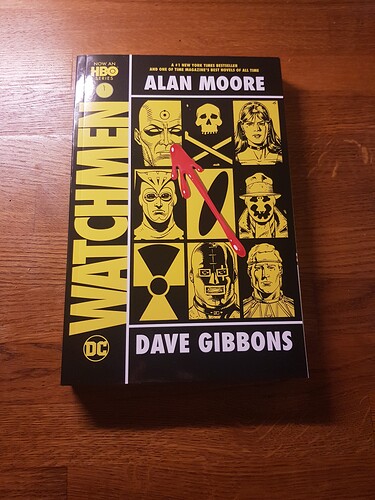 NOW AN
HBO
SERIES
A #1 NEW YORK TIMES BESTSELLER
AND ONE OF TIME MAGAZINE'S BEST NOVELS OF ALL TIME
ALAN MOORE
WATCHMEN
DC
DAVE GIBBONS